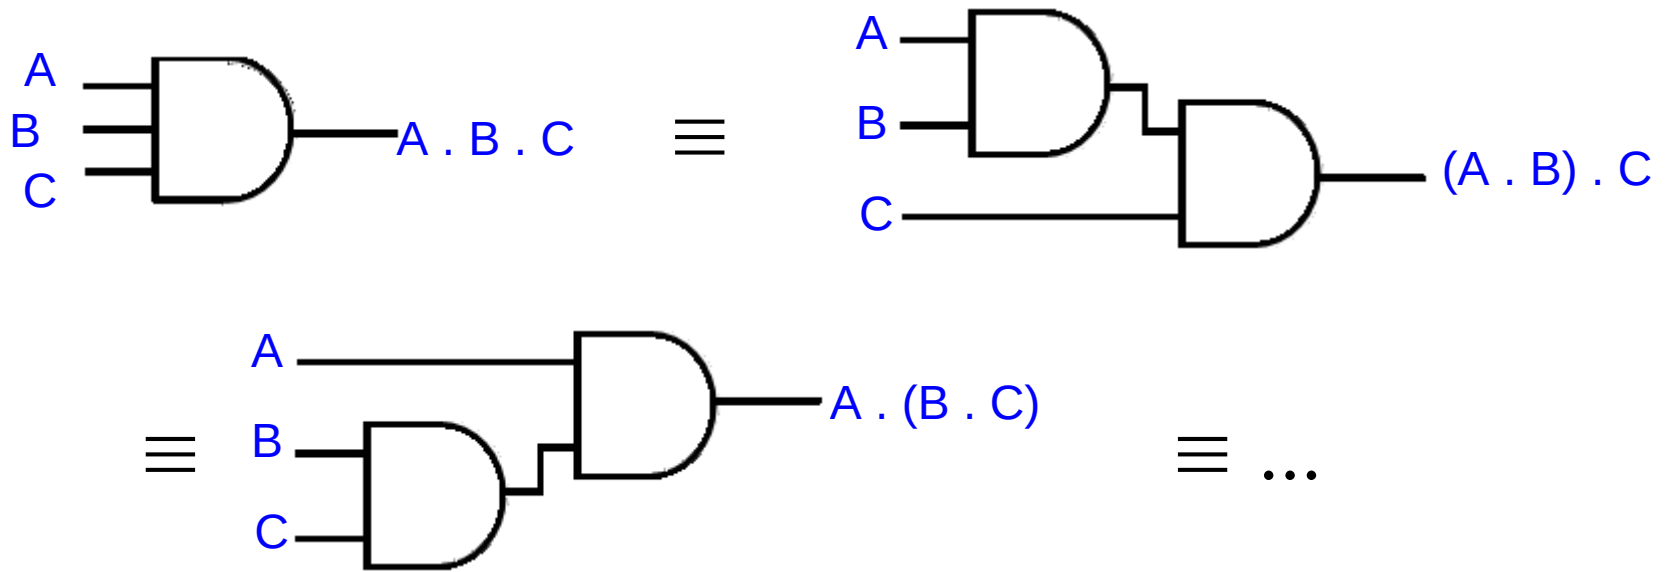 A
B
C
A . B . C
≡
A
B
C
(A . B) . C
≡
A
B
C
A . (B . C)
≡ ...